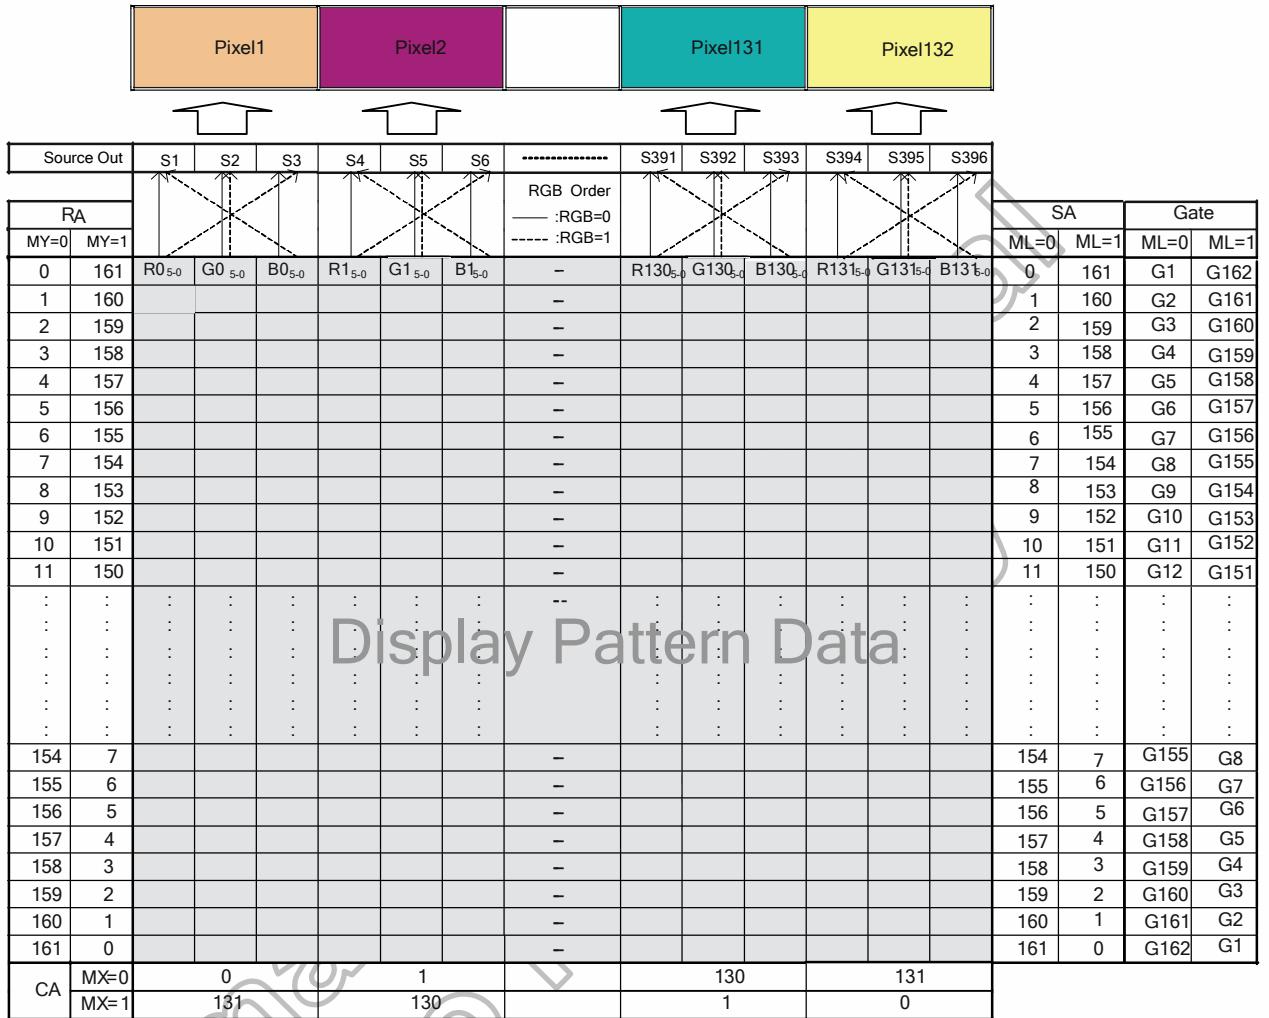 Pixel1 Pixel2 Pixel131 Pixel132
Source Out S1 S2 S3 S4 S5 S6 S391 S392 S393 S394 S395 S396
RGB Order
:RGB=0
:RGB=1
RA SA Gate
MY=0 MY=1 ML=0 ML=1 ML=0 ML=1
0 161 R0 5-0 G0 5-0 B0 5-0 R1 5-0 G1 5-0 B1 5-0 – R130 5-0 G130 5-0 B130 5-0 R131 5-0 G131 5-0 B131 5-0 0 161 G1 G162
1 160 – 1 160 G2 G161
2 159 – 2 159 G3 G160
3 158 – 3 158 G4 G159
4 157 – 4 157 G5 G158
5 156 – 5 156 G6 G157
6 155 – 6 155 G7 G156
7 154 – 7 154 G8 G155
8 153 – 8 153 G9 G154
9 152 – 9 152 G10 G153
10 151 – 10 151 G11 G152
11 150 – 11 150 G12 G151
Display Pattern Data
154 7 – 154 7 G155 G8
155 6 – 155 6 G156 G7
156 5 – 156 5 G157 G6
157 4 – 157 4 G158 G5
158 3 – 158 3 G159 G4
159 2 – 159 2 G160 G3
160 1 – 160 1 G161 G2
161 0 – 161 0 G162 G1
CA MX=0 0 1 130 131
MX=1 131 130 1 0